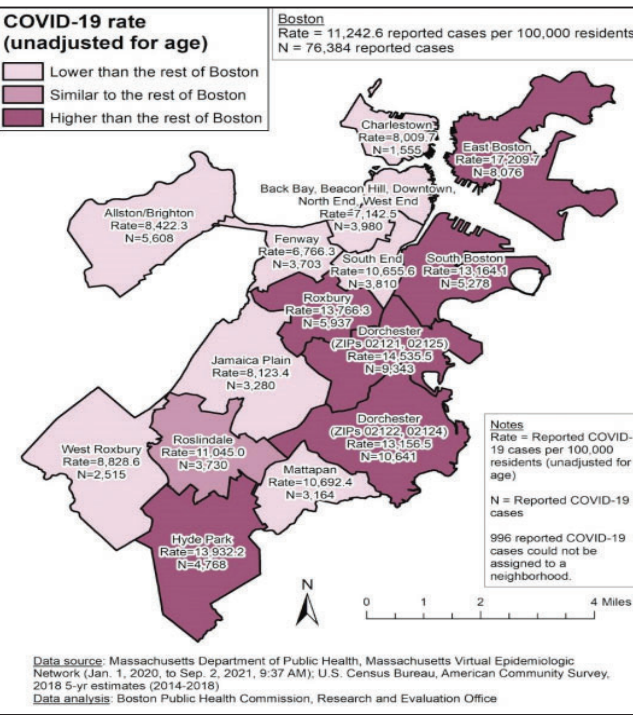 COVID-19 rate
(unadjusted for age)
Lower than the rest of Boston
Similar to the rest of Boston
Higher than the rest of Boston
Boston
Rate = 11,242.6 reported cases per 100,000 residents
N = 76,384 reported cases
Charlestown
Rate=8,009.7
N=1,555
East Boston
Rate=17,209.7
N=8,076
Back Bay, Beacon Hill, Downtown,
North End, West End
Rate=7,142.5
N=3,980
Allston/Brighton
Rate=8,422.3
N=5,608
Fenway
Rate=6,766.3
N=3,703
South End
Rate=10,655.6
N=3,810
South Boston
Rate=13,164.1
N=5,278
Roxbury
Rate=13,766.3
N=5,937
Dorchester
(ZIPs 02121, 02125)
Rate=14,535.5
N=9,343
Jamaica Plain
Rate=8,123.4
N=3,280
Dorchester
(ZIPs 02122, 02124)
Rate=13,156.5
N=10,641
West Roxbury
Rate=8,828.6
N=2,515
Roslindale
Rate=11,045.0
N=3,730
Mattapan
Rate=10,692.4
N=3,164
Hyde Park
Rate=13,932.2
N=4,768
Notes
Rate = Reported COVID-
19 cases per 100,000
residents (unadjusted for
age)
N = Reported COVID-19
cases
996 reported COVID-19
cases could not be
assigned to a
neighborhood.
N
0 1 2 4 Miles
Data source: Massachusetts Department of Public Health, Massachusetts Virtual Epidemiologic
Network (Jan. 1, 2020, to Sep. 2, 2021, 9:37 AM); U.S. Census Bureau, American Community Survey,
2018 5-yr estimates (2014-2018)
Data analysis: Boston Public Health Commission, Research and Evaluation Office